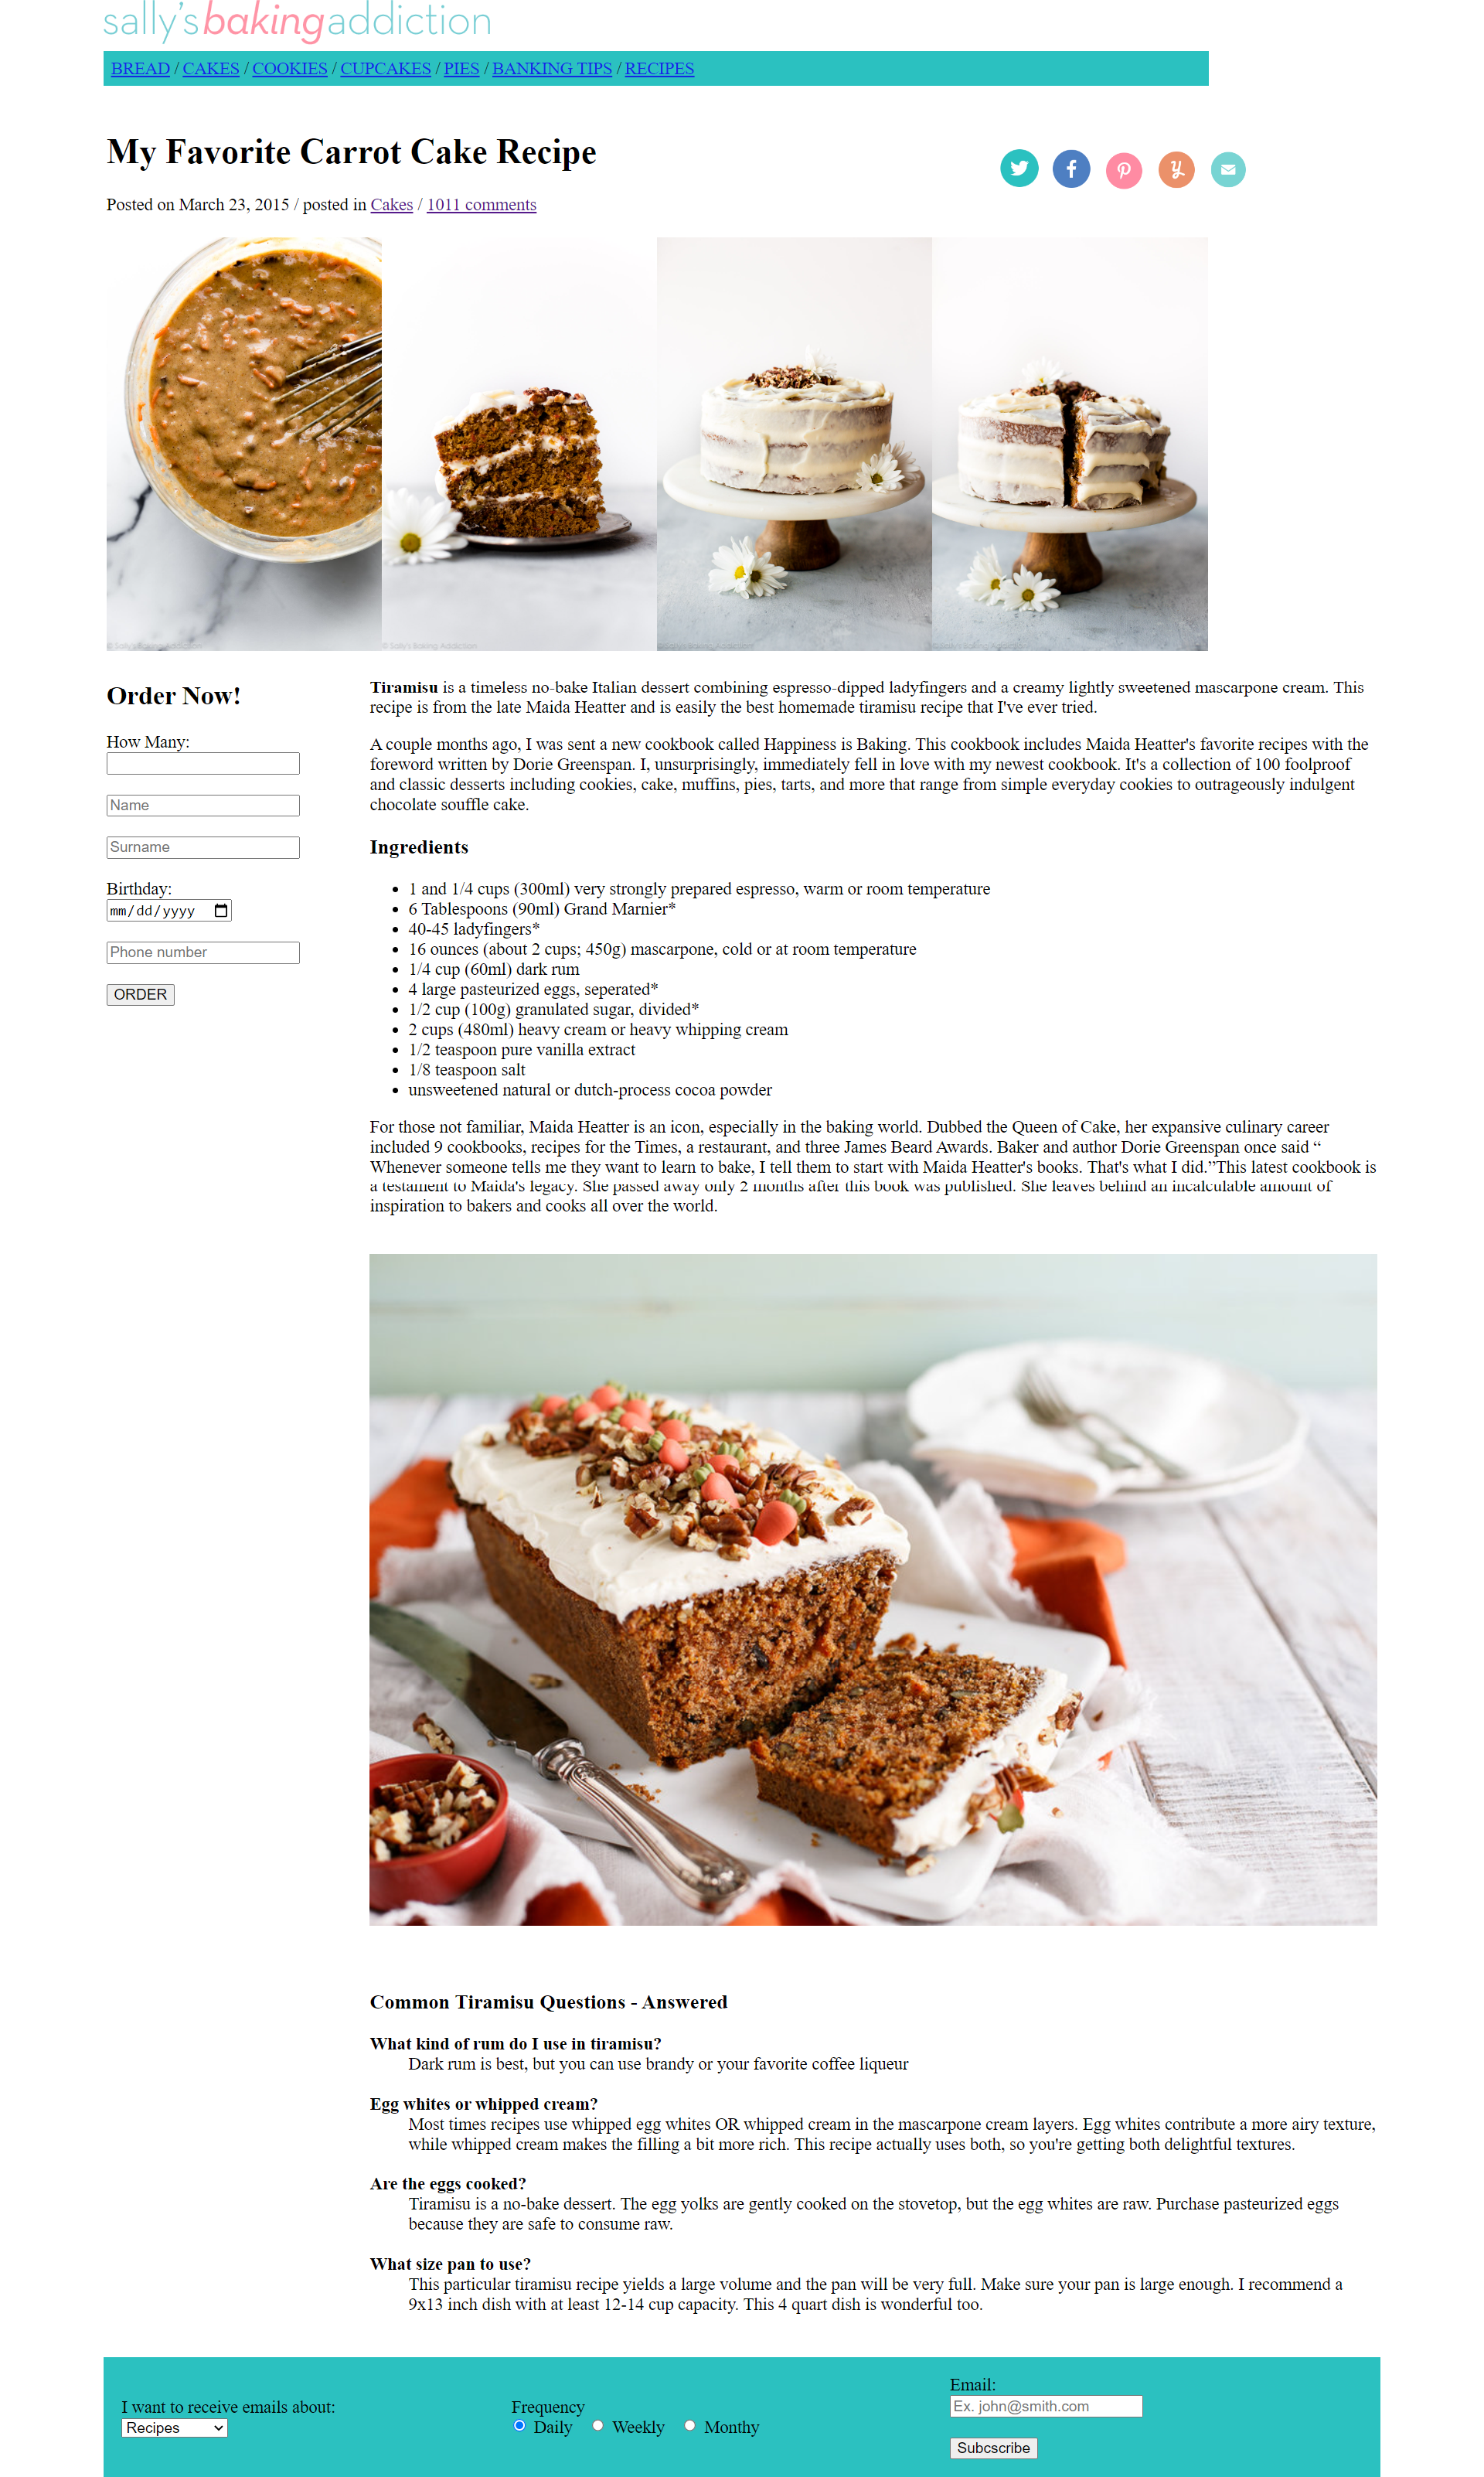 sally's baking addiction
BREAD / CAKES / COOKIES / CUPCAKES / PIES / BANKING TIPS / RECIPES
My Favorite Carrot Cake Recipe
Posted on March 23, 2015 / posted in Cakes / 1011 comments
© Sally's Baking Addiction
© Sally's Baking Addiction
Order Now!
How Many:
Name
Surname
Birthday:
mm/dd/yyyy
Phone number
ORDER
Tiramisu is a timeless no-bake Italian dessert combining espresso-dipped ladyfingers and a creamy lightly sweetened mascarpone cream. This
recipe is from the late Maida Heatter and is easily the best homemade tiramisu recipe that I've ever tried.
A couple months ago, I was sent a new cookbook called Happiness is Baking. This cookbook includes Maida Heatter's favorite recipes with the
foreword written by Dorie Greenspan. I, unsurprisingly, immediately fell in love with my newest cookbook. It's a collection of 100 foolproof
and classic desserts including cookies, cake, muffins, pies, tarts, and more that range from simple everyday cookies to outrageously indulgent
chocolate souffle cake.
Ingredients
• 1 and 1/4 cups (300ml) very strongly prepared espresso, warm or room temperature
• 6 Tablespoons (90ml) Grand Marnier*
• 40-45 ladyfingers*
• 16 ounces (about 2 cups; 450g) mascarpone, cold or at room temperature
• 1/4 cup (60ml) dark rum
• 4 large pasteurized eggs, seperated*
• 1/2 cup (100g) granulated sugar, divided*
• 2 cups (480ml) heavy cream or heavy whipping cream
• 1/2 teaspoon pure vanilla extract
• 1/8 teaspoon salt
• unsweetened natural or dutch-process cocoa powder
For those not familiar, Maida Heatter is an icon, especially in the baking world. Dubbed the Queen of Cake, her expansive culinary career
included 9 cookbooks, recipes for the Times, a restaurant, and three James Beard Awards. Baker and author Dorie Greenspan once said “
Whenever someone tells me they want to learn to bake, I tell them to start with Maida Heatter's books. That's what I did.”This latest cookbook is
a testament to Maida's legacy. She passed away only 2 months after this book was published. She leaves behind an incalculable amount of
inspiration to bakers and cooks all over the world.
Common Tiramisu Questions - Answered
What kind of rum do I use in tiramisu?
Dark rum is best, but you can use brandy or your favorite coffee liqueur
Egg whites or whipped cream?
Most times recipes use whipped egg whites OR whipped cream in the mascarpone cream layers. Egg whites contribute a more airy texture,
while whipped cream makes the filling a bit more rich. This recipe actually uses both, so you're getting both delightful textures.
Are the eggs cooked?
Tiramisu is a no-bake dessert. The egg yolks are gently cooked on the stovetop, but the egg whites are raw. Purchase pasteurized eggs
because they are safe to consume raw.
What size pan to use?
This particular tiramisu recipe yields a large volume and the pan will be very full. Make sure your pan is large enough. I recommend a
9x13 inch dish with at least 12-14 cup capacity. This 4 quart dish is wonderful too.
I want to receive emails about:
Recipes
Frequency
Daily Weekly Monthy
Email:
Ex. john@smith.com
Subcscribe